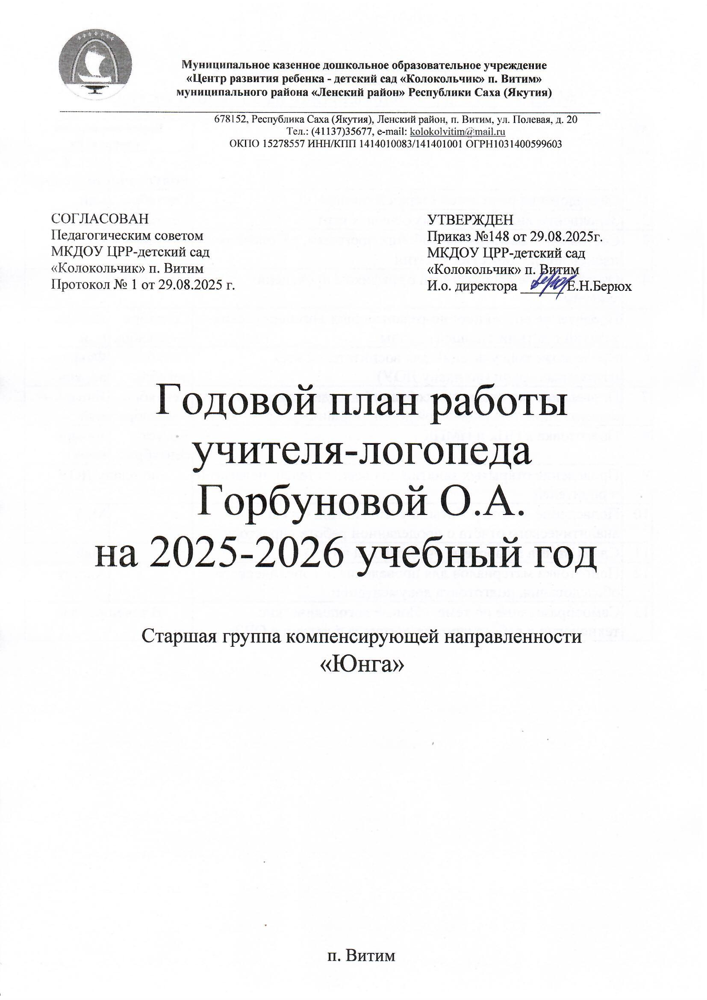 Муниципальное казенное дошкольное образовательное учреждение
«Центр развития ребенка - детский сад «Колокольчик» п. Витим»
муниципального района «Ленский район» Республики Саха (Якутия)
678152, Республика Саха (Якутия), Ленский район, п. Витим, ул. Полевая, д. 20
Тел.: (41137)35677, e-mail: kolokolvitim@mail.ru
ОКПО 15278557 ИНН/КПП 1414010083/141401001 ОГРН1031400599603
СОГЛАСОВАН
Педагогическим советом
МКДОУ ЦРР-детский сад
«Колокольчик» п. Витим
Протокол № 1 от 29.08.2025 г.
УТВЕРЖДЕН
Приказ №148 от 29.08.2025г.
МКДОУ ЦРР-детский сад
«Колокольчик» п. Витим
И.о. директора ______Е.Н.Берюх
Годовой план работы
учителя-логопеда
Горбуновой О.А.
на 2025-2026 учебный год
Старшая группа компенсирующей направленности
«Юнга»
п. Витим